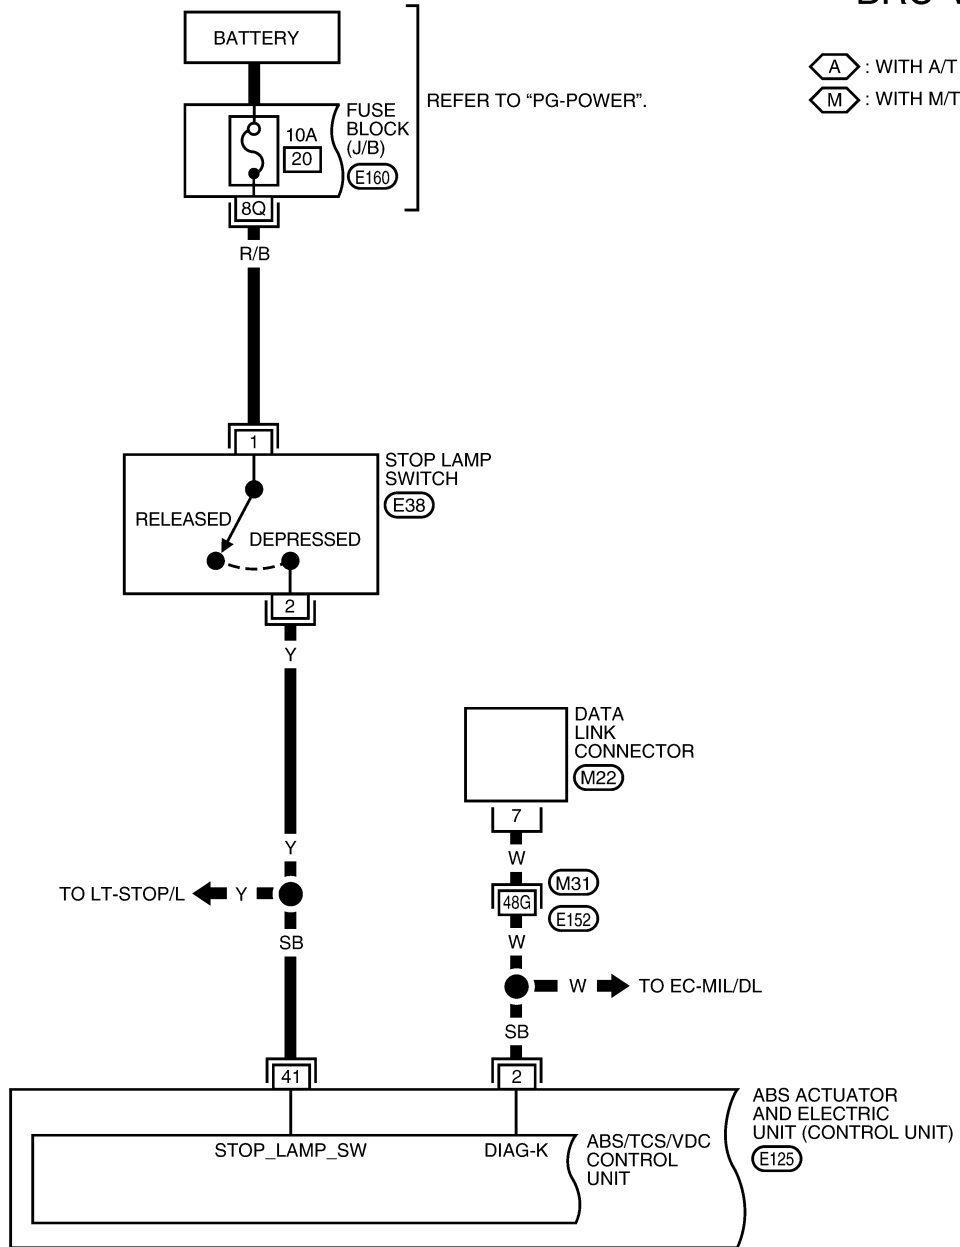 BATTERY
REFER TO “PG-POWER”.
: WITH A/T
A
: WITH M/T
M
FUSE
BLOCK
(J/B)
E160
10A
20
8Q
R/B
1
STOP LAMP
SWITCH
E38
RELEASED
DEPRESSED
2
Y
DATA
LINK
CONNECTOR
M22
7
W
M31
48G
E152
W
Y
TO LT-STOP/L
Y
SB
W
TO EC-MIL/DL
SB
41
2
ABS ACTUATOR
AND ELECTRIC
UNIT (CONTROL UNIT)
E125
STOP_LAMP_SW
DIAG-K
ABS/TCS/VDC
CONTROL
UNIT